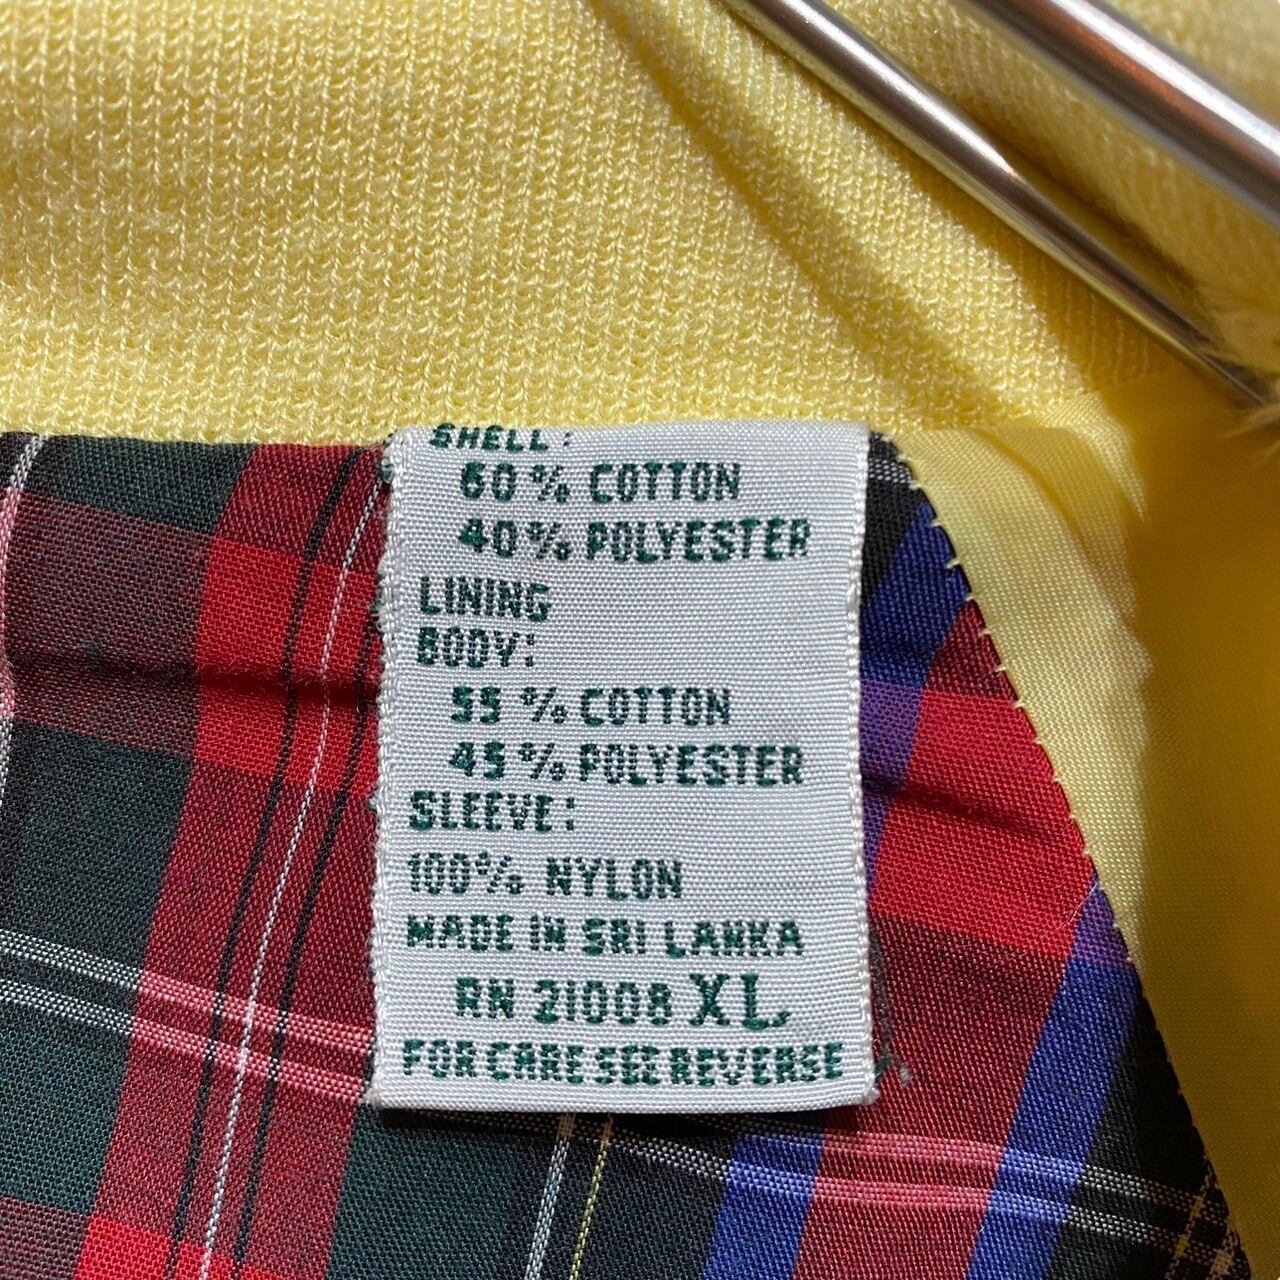 SHELL:
60% COTTON
40% POLYESTER
LINING
BODY:
55% COTTON
45% POLYESTER
SLEEVE:
100% NYLON
MADE IN SRI LANKA
RN 21008 XL
FOR CARE SEE REVERSE